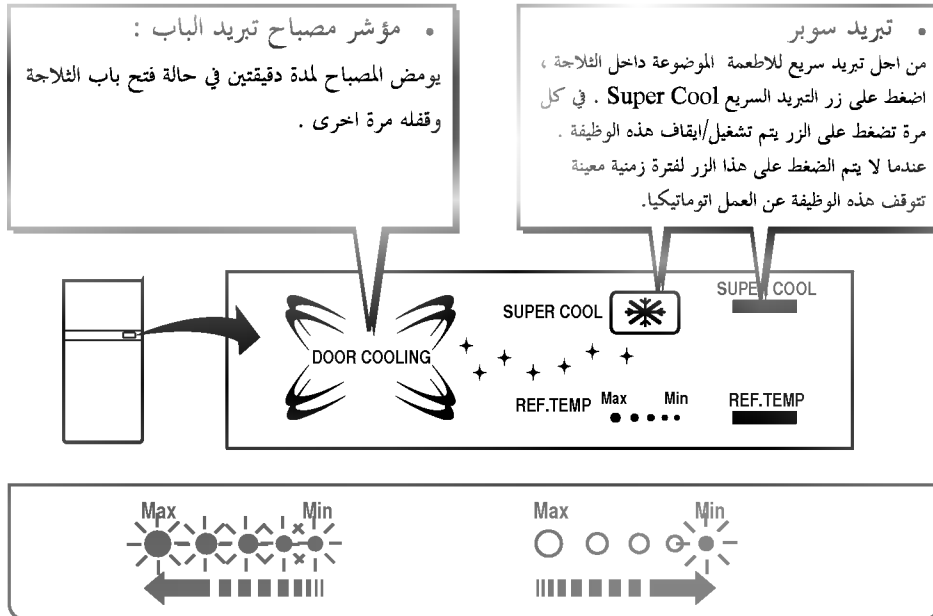 • تبريد سوبر
من اجل تبريد سريع للاطعمة الموضوعة داخل الثلاجة ،
اضغط على زر التبريد السريع Super Cool . في كل
مرة تضغط على الزر يتم تشغيل/ايقاف هذه الوظيفة .
عندما لا يتم الضغط على هذا الزر لفترة زمنية معينة
تتوقف هذه الوظيفة عن العمل اتوماتيكيا.
• مؤشر مصباح تبريد الباب :
يومض المصباح لمدة دقيقتين في حالة فتح باب الثلاجة
وقفله مرة اخرى .
SUPER COOL
SUPER COOL
DOOR COOLING
REF.TEMP
Max Min
REF.TEMP
Max Min
Max Min